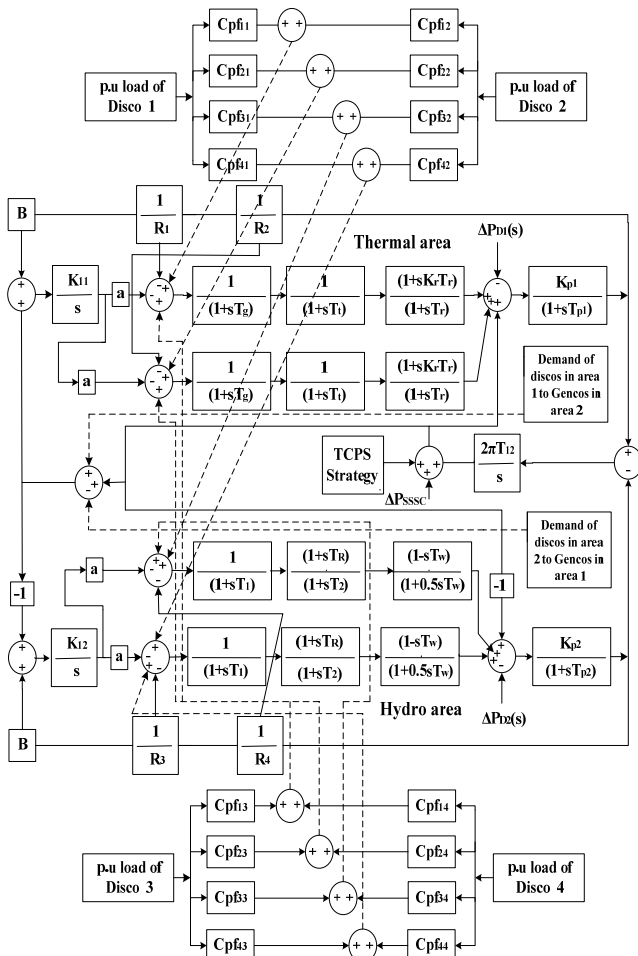 Cpf11 + + Cpf12
Cpf21 + + Cpf22
p.u load of
Disco 1
p.u load of
Disco 2
Cpf31 + + Cpf32
Cpf41 + + Cpf42
B
1
R1
1
R2
Thermal area
ΔPD1(s)
K11
s
a
1
(1+sTg)
1
(1+sTt)
(1+sKrTr)
(1+sTr)
Kp1
(1+sTp1)
a
1
(1+sTg)
1
(1+sTt)
(1+sKrTr)
(1+sTr)
Demand of
discos in area
1 to Gencos in
area 2
TCPS
Strategy
2πT12
s
ΔPSSSC
Demand of
discos in area
2 to Gencos in
area 1
-1
a
1
(1+sT1)
(1+sTR)
(1+sT2)
(1-sTw)
(1+0.5sTw)
-1
K12
s
a
1
(1+sT1)
(1+sTR)
(1+sT2)
(1-sTw)
(1+0.5sTw)
Kp2
(1+sTp2)
Hydro area
ΔPD2(s)
B
1
R3
1
R4
Cpf13 + + Cpf14
Cpf23 + + Cpf24
p.u load of
Disco 3
p.u load of
Disco 4
Cpf33 + + Cpf34
Cpf43 + + Cpf44